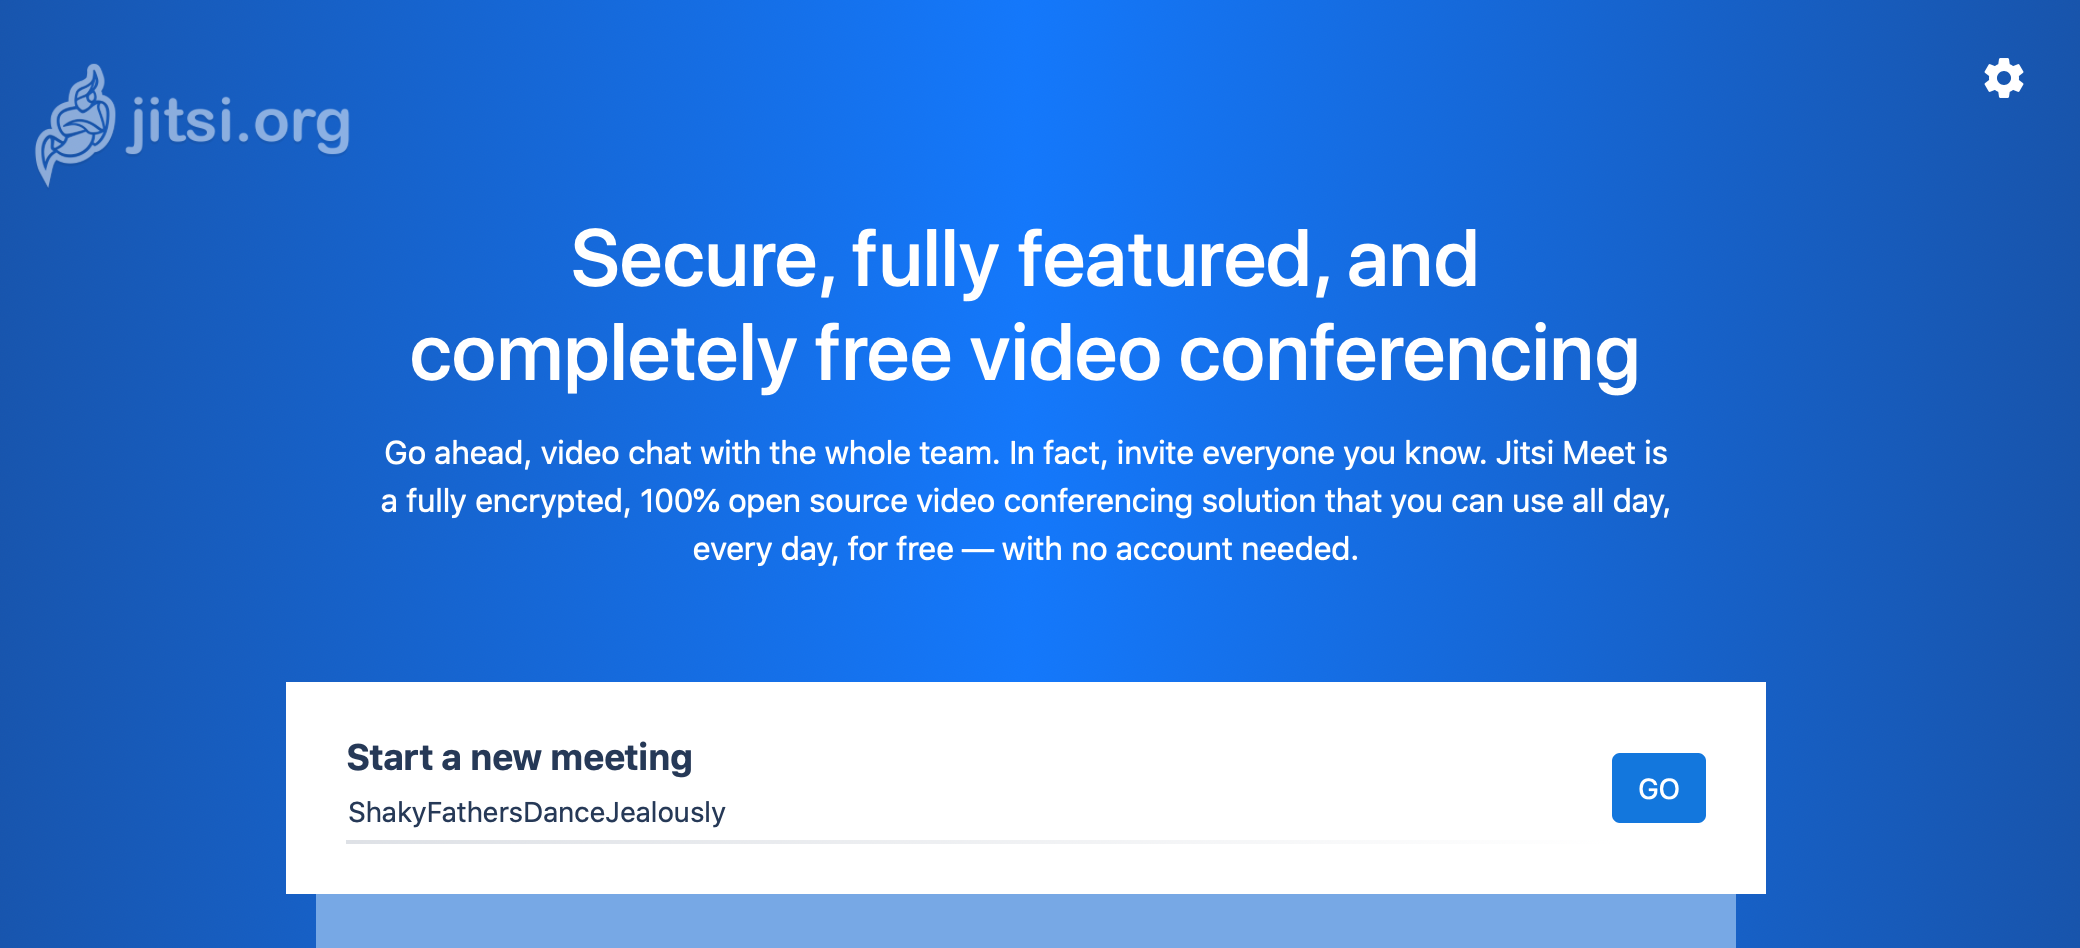 jitsi.org
Secure, fully featured, and
completely free video conferencing
Go ahead, video chat with the whole team. In fact, invite everyone you know. Jitsi Meet is
a fully encrypted, 100% open source video conferencing solution that you can use all day,
every day, for free — with no account needed.
Start a new meeting
ShakyFathersDanceJealously
GO